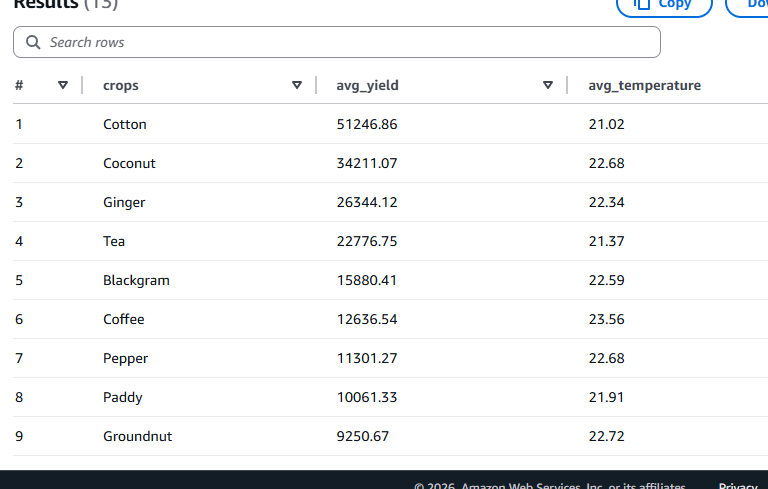 Results (13)
Copy
Search rows
# crops avg_yield avg_temperature
1 Cotton 51246.86 21.02
2 Coconut 34211.07 22.68
3 Ginger 26344.12 22.34
4 Tea 22776.75 21.37
5 Blackgram 15880.41 22.59
6 Coffee 12636.54 23.56
7 Pepper 11301.27 22.68
8 Paddy 10061.33 21.91
9 Groundnut 9250.67 22.72
© 2026, Amazon Web Services, Inc. or its affiliates. Privacy